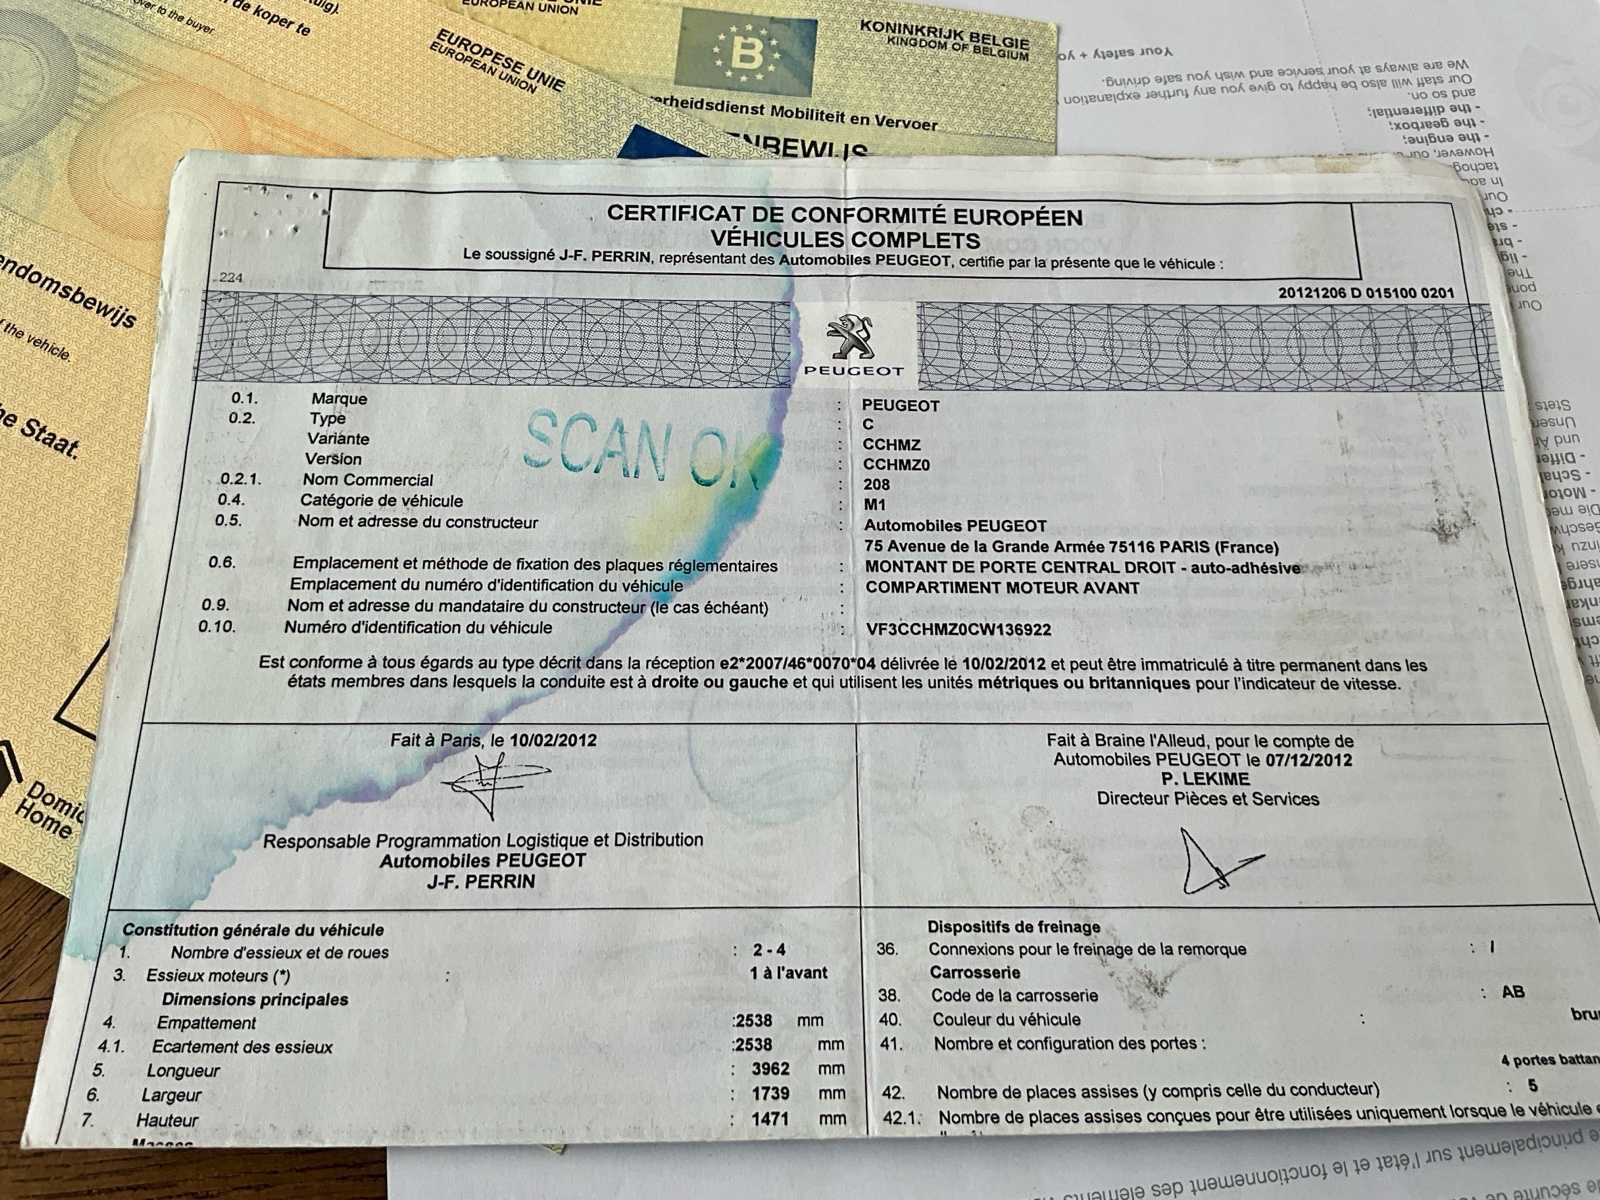 de koper te
over to the buyer
EUROPESE UNIE
EUROPEAN UNION
EUROPEAN UNION
B
KONINKRIJK BELGIE
KINGDOM OF BELGIUM
Mobiliteit en Vervoer
Your safety +
We are always at your service and wish you safe driving.
Our staff will also be happy to give you any further explanation
and so on.
- the differential;
- the gearbox;
- the engine;
However,
the vehicle.
he Staat.
Home
CERTIFICAT DE CONFORMITÉ EUROPÉEN
VÉHICULES COMPLETS
Le soussigné J-F. PERRIN, représentant des Automobiles PEUGEOT, certifie par la présente que le véhicule :
224
20121206 D 015100 0201
PEUGEOT
SCAN OK
0.1. Marque : PEUGEOT
0.2. Type : C
Variante : CCHMZ
Version : CCHMZ0
0.2.1. Nom Commercial : 208
0.4. Catégorie de véhicule : M1
0.5. Nom et adresse du constructeur : Automobiles PEUGEOT
75 Avenue de la Grande Armée 75116 PARIS (France)
0.6. Emplacement et méthode de fixation des plaques réglementaires : MONTANT DE PORTE CENTRAL DROIT - auto-adhésive
Emplacement du numéro d'identification du véhicule : COMPARTIMENT MOTEUR AVANT
0.9. Nom et adresse du mandataire du constructeur (le cas échéant) :
0.10. Numéro d'identification du véhicule : VF3CCHMZ0CW136922
Est conforme à tous égards au type décrit dans la réception e2*2007/46*0070*04 délivrée le 10/02/2012 et peut être immatriculé à titre permanent dans les
états membres dans lesquels la conduite est à droite ou gauche et qui utilisent les unités métriques ou britanniques pour l'indicateur de vitesse.
Fait à Paris, le 10/02/2012
Responsable Programmation Logistique et Distribution
Automobiles PEUGEOT
J-F. PERRIN
Fait à Braine l'Alleud, pour le compte de
Automobiles PEUGEOT le 07/12/2012
P. LEKIME
Directeur Pièces et Services
Constitution générale du véhicule
1. Nombre d'essieux et de roues : 2 - 4
3. Essieux moteurs (*) : 1 à l'avant
Dimensions principales
4. Empattement :2538 mm
4.1. Ecartement des essieux :2538 mm
5. Longueur : 3962 mm
6. Largeur : 1739 mm
7. Hauteur : 1471 mm
Dispositifs de freinage
36. Connexions pour le freinage de la remorque : /
Carrosserie
38. Code de la carrosserie : AB
40. Couleur du véhicule :
41. Nombre et configuration des portes :
4 portes
42. Nombre de places assises (y compris celle du conducteur) : 5
42.1. Nombre de places assises conçues pour être utilisées uniquement lorsque le véhicule
principalement sur l'état et le fonctionnement des éléments